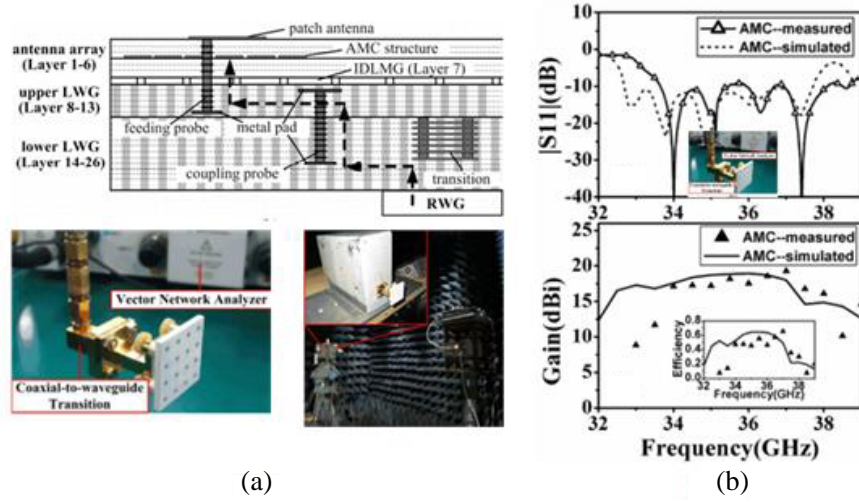 patch antenna
antenna array
(Layer 1-6)
AMC structure
IDLMG (Layer 7)
upper LWG
(Layer 8-13)
feeding probe
metal pad
lower LWG
(Layer 14-26)
coupling probe
transition
RWG
Vector Network Analyzer
Coaxial-to-waveguide
Transition
(a)
AMC--measured
AMC--simulated
|S11|(dB)
10
0
-10
-20
-30
-40
32 34 36 38
Vector Network Analyzer
AMC--measured
AMC--simulated
Gain(dBi)
25
20
15
10
5
0
Efficiency
0.8
0.4
0.0
32 34 36 38
Frequency(GHz)
32 34 36 38
Frequency(GHz)
(b)